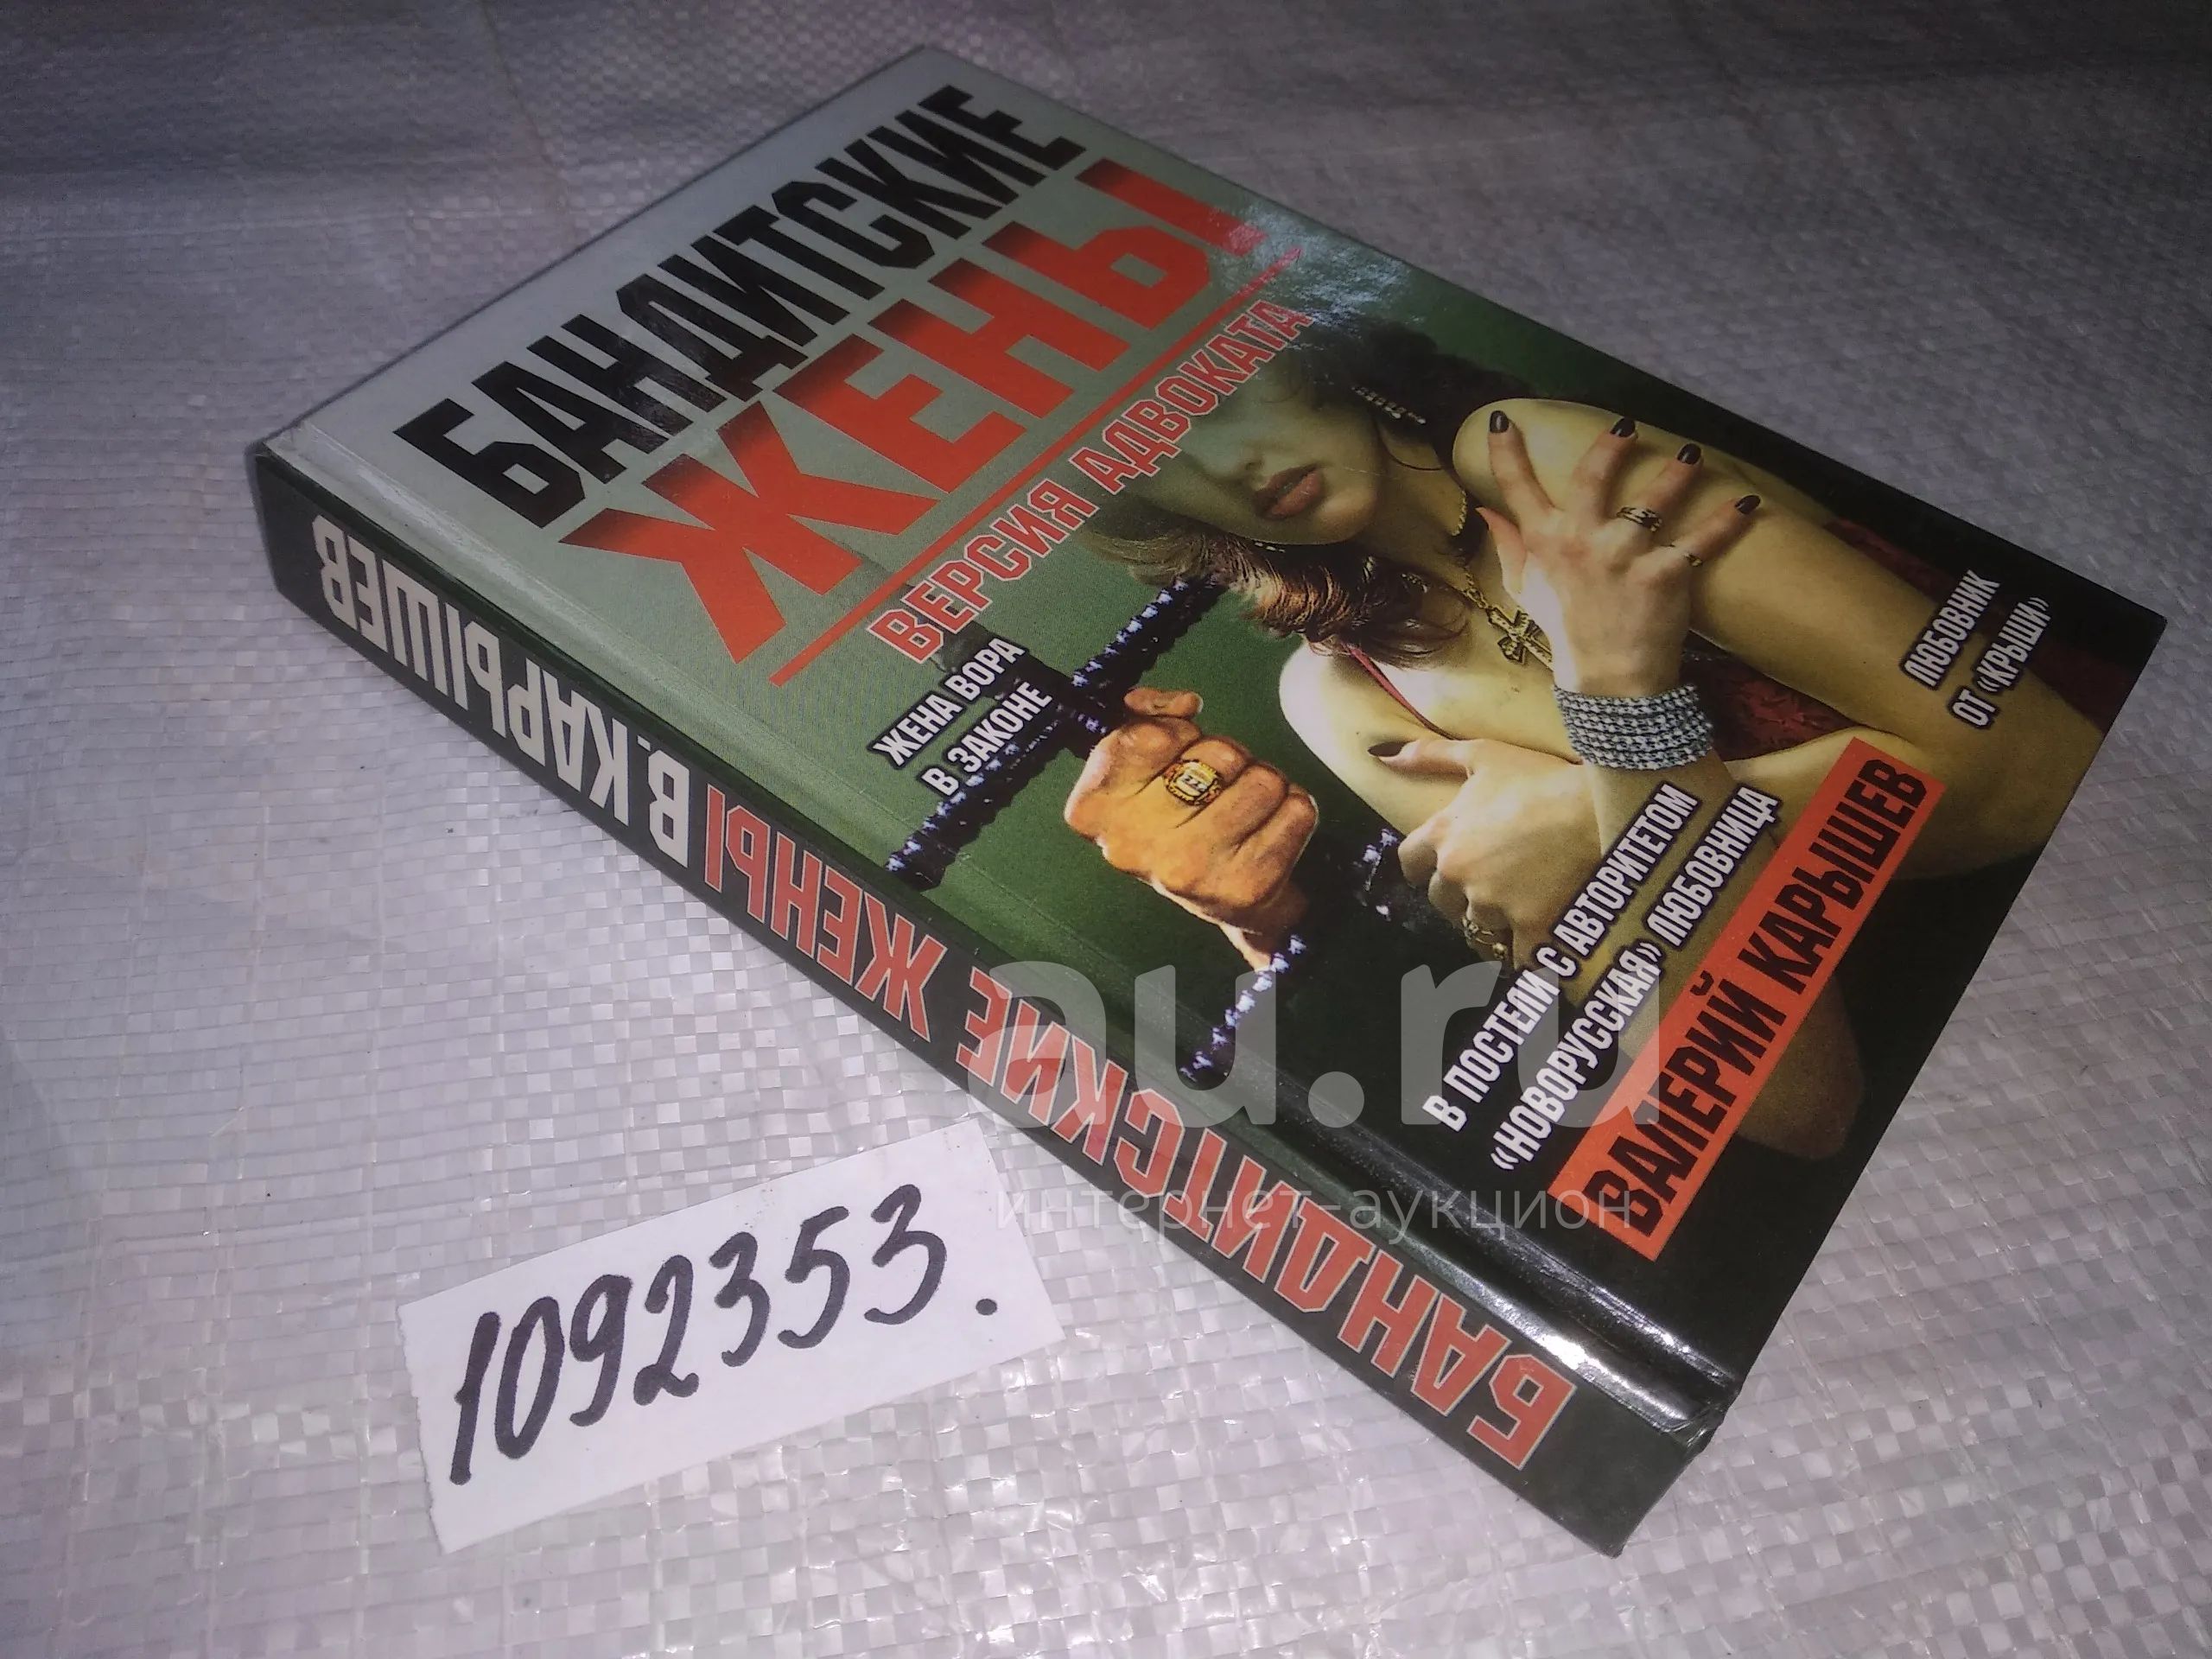 БАНДИТСКИЕ
ЖЕНЫ
ВЕРСИЯ АДВОКАТА
ЖЕНА ВОРА
В ЗАКОНЕ
ЛЮБОВНИК
ОТ «КРЫШИ»
В ПОСТЕЛИ С АВТОРИТЕТОМ
«НОВОРУССКАЯ» ЛЮБОВНИЦА
ВАЛЕРИЙ КАРЫШЕВ
БАНДИТСКИЕ ЖЕНЫ В.КАРЫШЕВ
au.ru
интернет-аукцион
1092353.